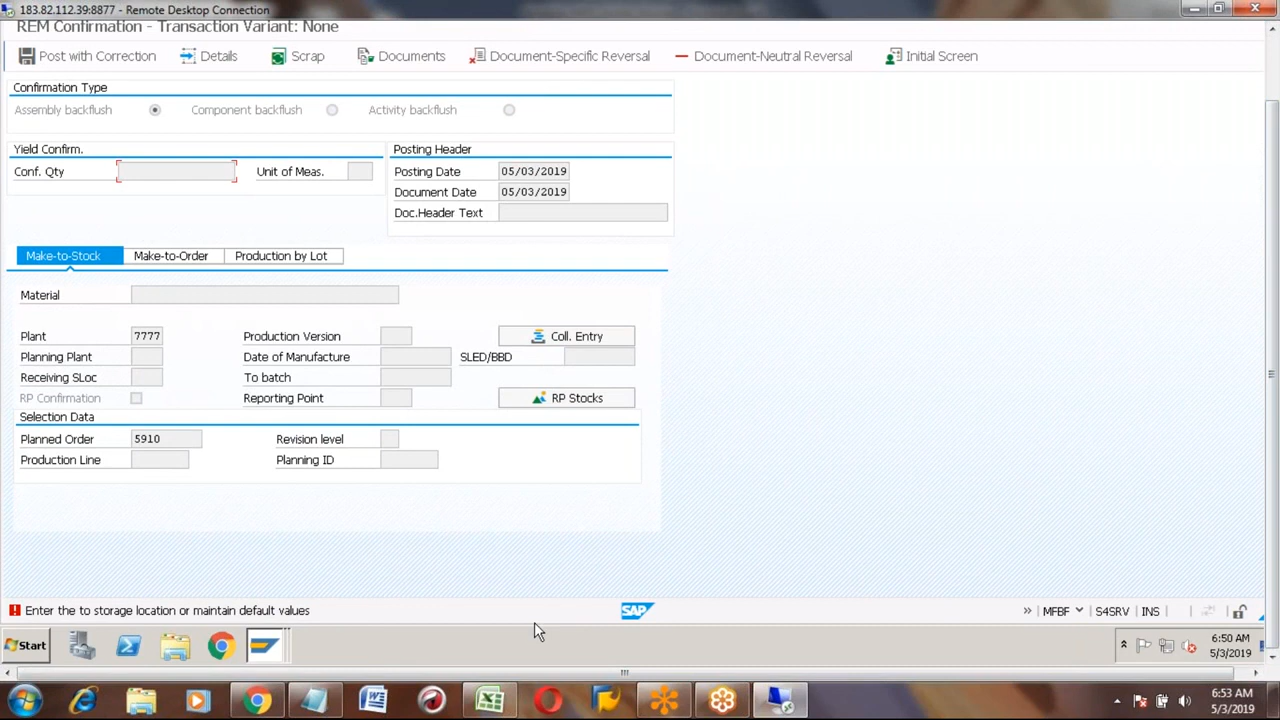 183.82.112.39:8877 - Remote Desktop Connection
REM Confirmation - Transaction Variant: None
Post with Correction Details Scrap Documents Document-Specific Reversal Document-Neutral Reversal Initial Screen
Confirmation Type
Assembly backflush Component backflush Activity backflush
Yield Confirm. Posting Header
Conf. Qty Unit of Meas. Posting Date 05/03/2019
Document Date 05/03/2019
Doc.Header Text
Make-to-Stock Make-to-Order Production by Lot
Material
Plant 7777 Production Version Coll. Entry
Planning Plant Date of Manufacture SLED/BBD
Receiving SLoc To batch
RP Confirmation Reporting Point RP Stocks
Selection Data
Planned Order 5910 Revision level
Production Line Planning ID
Enter the to storage location or maintain default values SAP MFBF S4SRV INS
Start 6:50 AM
5/3/2019
6:53 AM
5/3/2019